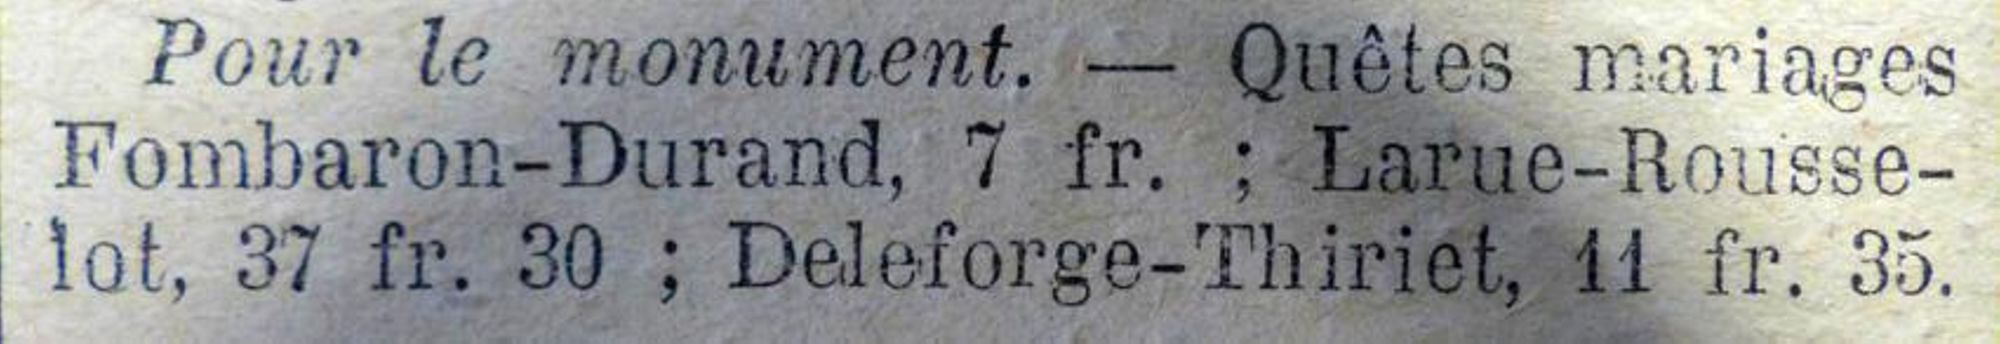 Pour le monument. — Quêtes mariages
Fombaron-Durand, 7 fr. ; Larue-Rousse-
lot, 37 fr. 30 ; Deleforge-Thiriet, 11 fr. 35.